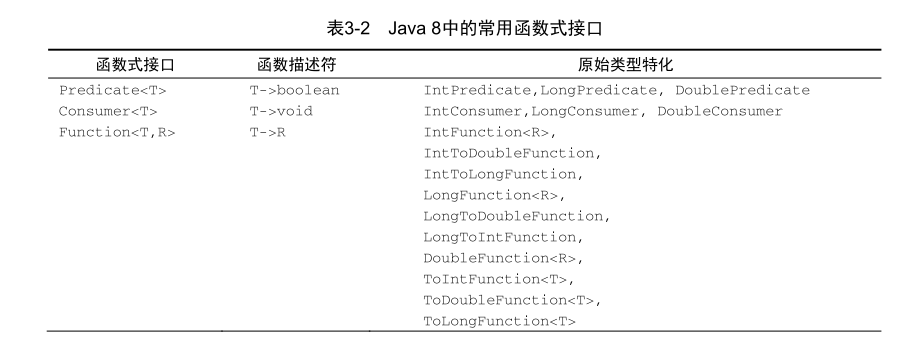 表3-2 Java 8中的常用函数式接口
函数式接口 函数描述符 原始类型特化
Predicate<T> T->boolean IntPredicate,LongPredicate, DoublePredicate
Consumer<T> T->void IntConsumer,LongConsumer, DoubleConsumer
Function<T,R> T->R IntFunction<R>,
IntToDoubleFunction,
IntToLongFunction,
LongFunction<R>,
LongToDoubleFunction,
LongToIntFunction,
DoubleFunction<R>,
ToIntFunction<T>,
ToDoubleFunction<T>,
ToLongFunction<T>